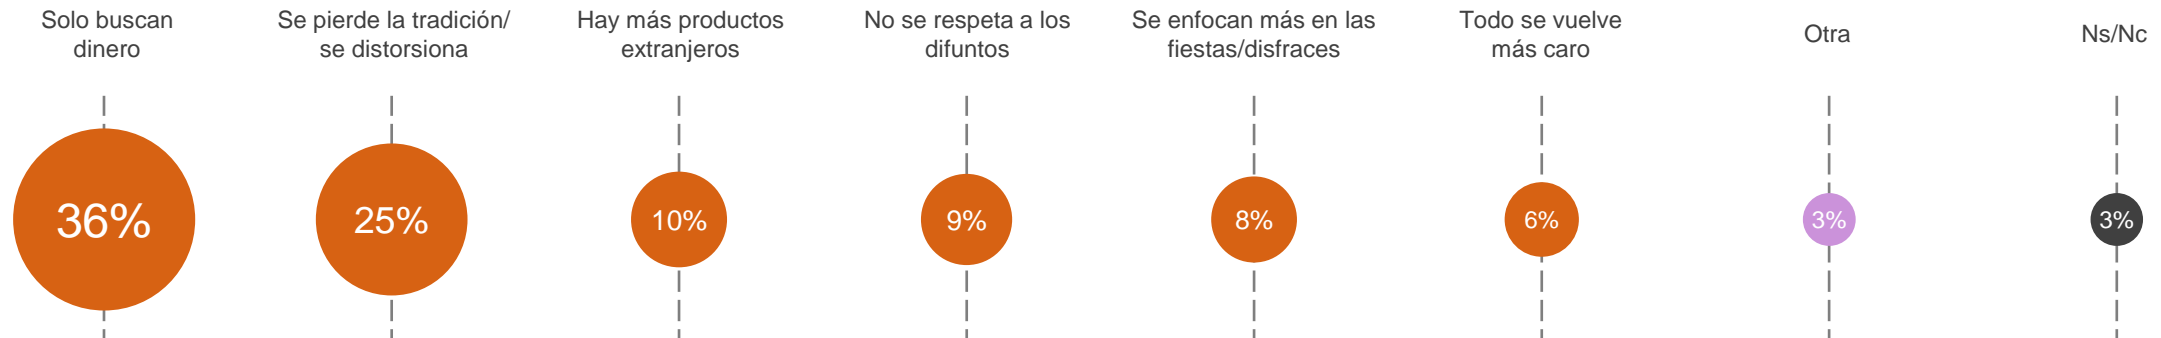 Solo buscan
dinero
Se pierde la tradición/
se distorsiona
Hay más productos
extranjeros
No se respeta a los
difuntos
Se enfocan más en las
fiestas/disfraces
Todo se vuelve
más caro
Otra
Ns/Nc
36%
25%
10%
9%
8%
6%
3%
3%